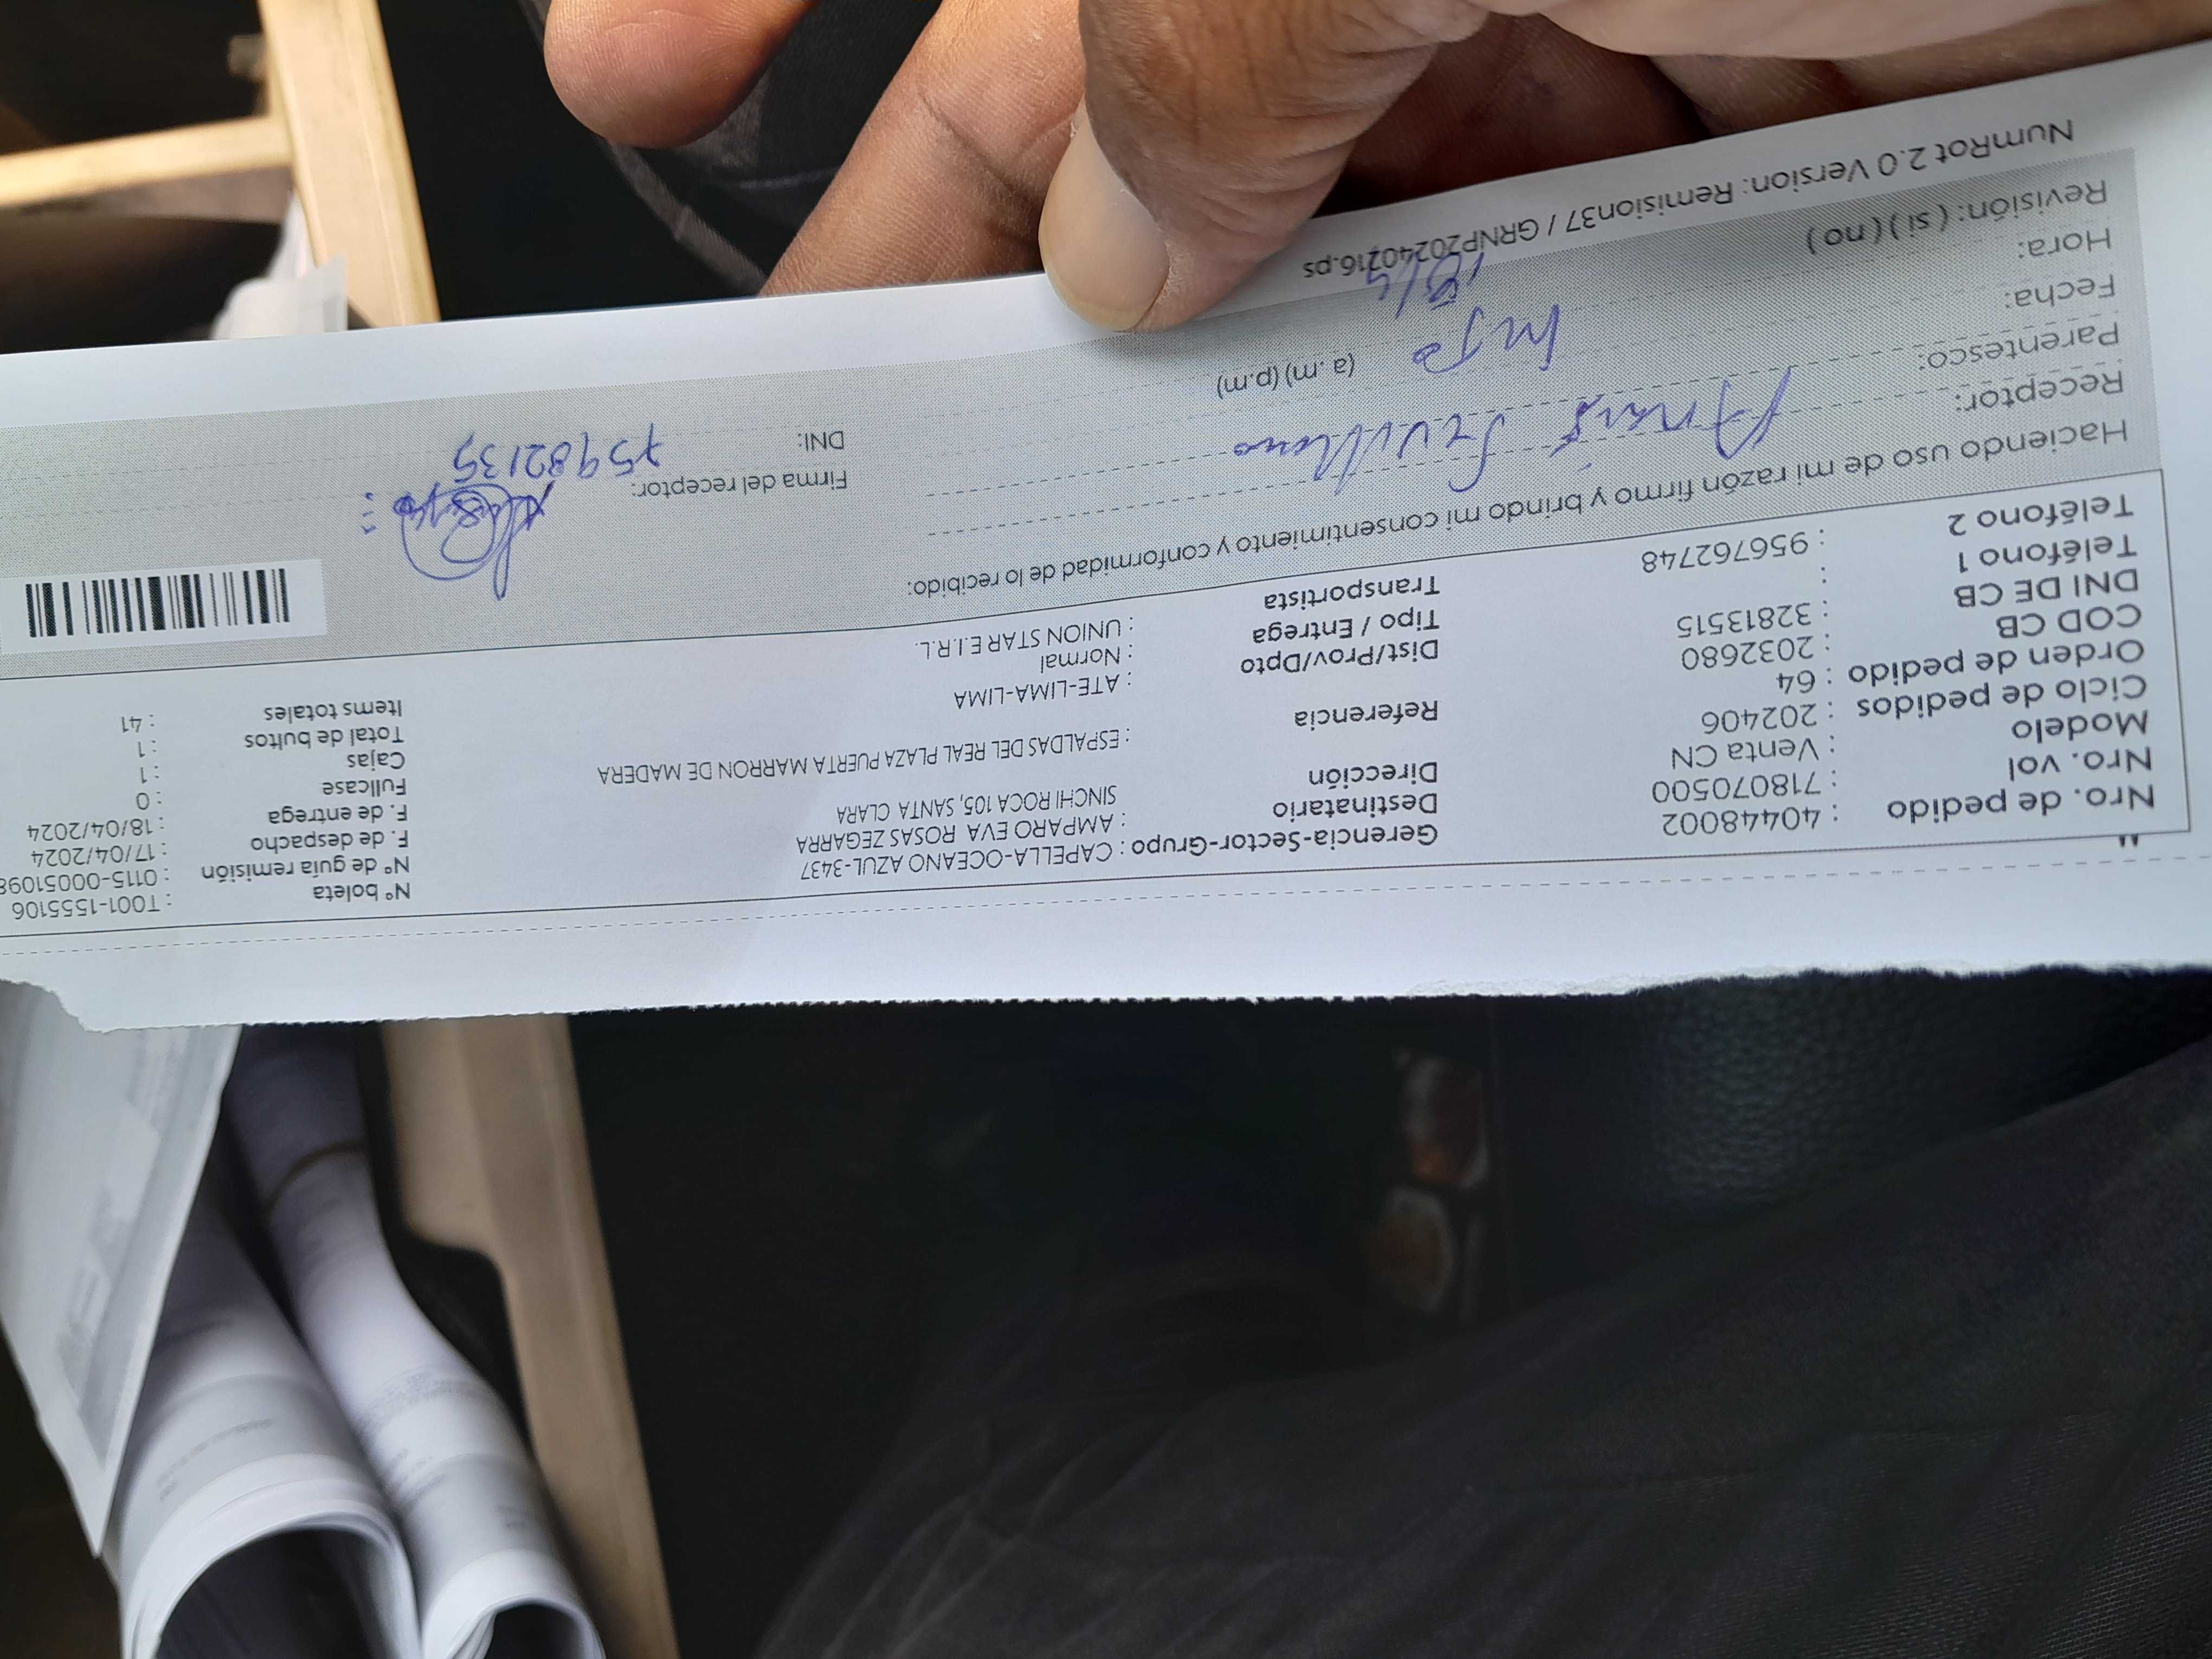 Nro. de pedido : 40448002
Nro. vol : 718070500
Modelo : Venta CN
Ciclo de pedidos : 202406
Orden de pedido : 64
COD CB : 2032680
DNI DE CB : 32813515
Teléfono 1 :
Teléfono 2 : 956762748
Gerencia-Sector-Grupo : CAPELLA-OCEANO AZUL-3437
Destinatario : AMPARO EVA ROSAS ZEGARRA
Dirección SINCHI ROCA 105, SANTA CLARA
Referencia : ESPALDAS DEL REAL PLAZA PUERTA MARRON DE MADERA
Dist/Prov/Dpto : ATE-LIMA-LIMA
Tipo / Entrega : Normal
Transportista : UNION STAR E.I.R.L.
N° boleta : T001-1555106
N° de guía remisión : 0115-00051098
F. de despacho : 17/04/2024
F. de entrega : 18/04/2024
Fullcase : 0
Cajas : 1
Total de bultos : 1
Items totales : 41
Haciendo uso de mi razón firmo y brindo mi consentimiento y conformidad de lo recibido:
Receptor: Sevillano
Parentesco:
Fecha: 18/4
Hora: (a. m) (p.m)
Revisión: ( si ) ( no )
Firma del receptor:
DNI: 75982139
NumRot 2.0 Version: Remision37 / GRNP20240216.ps